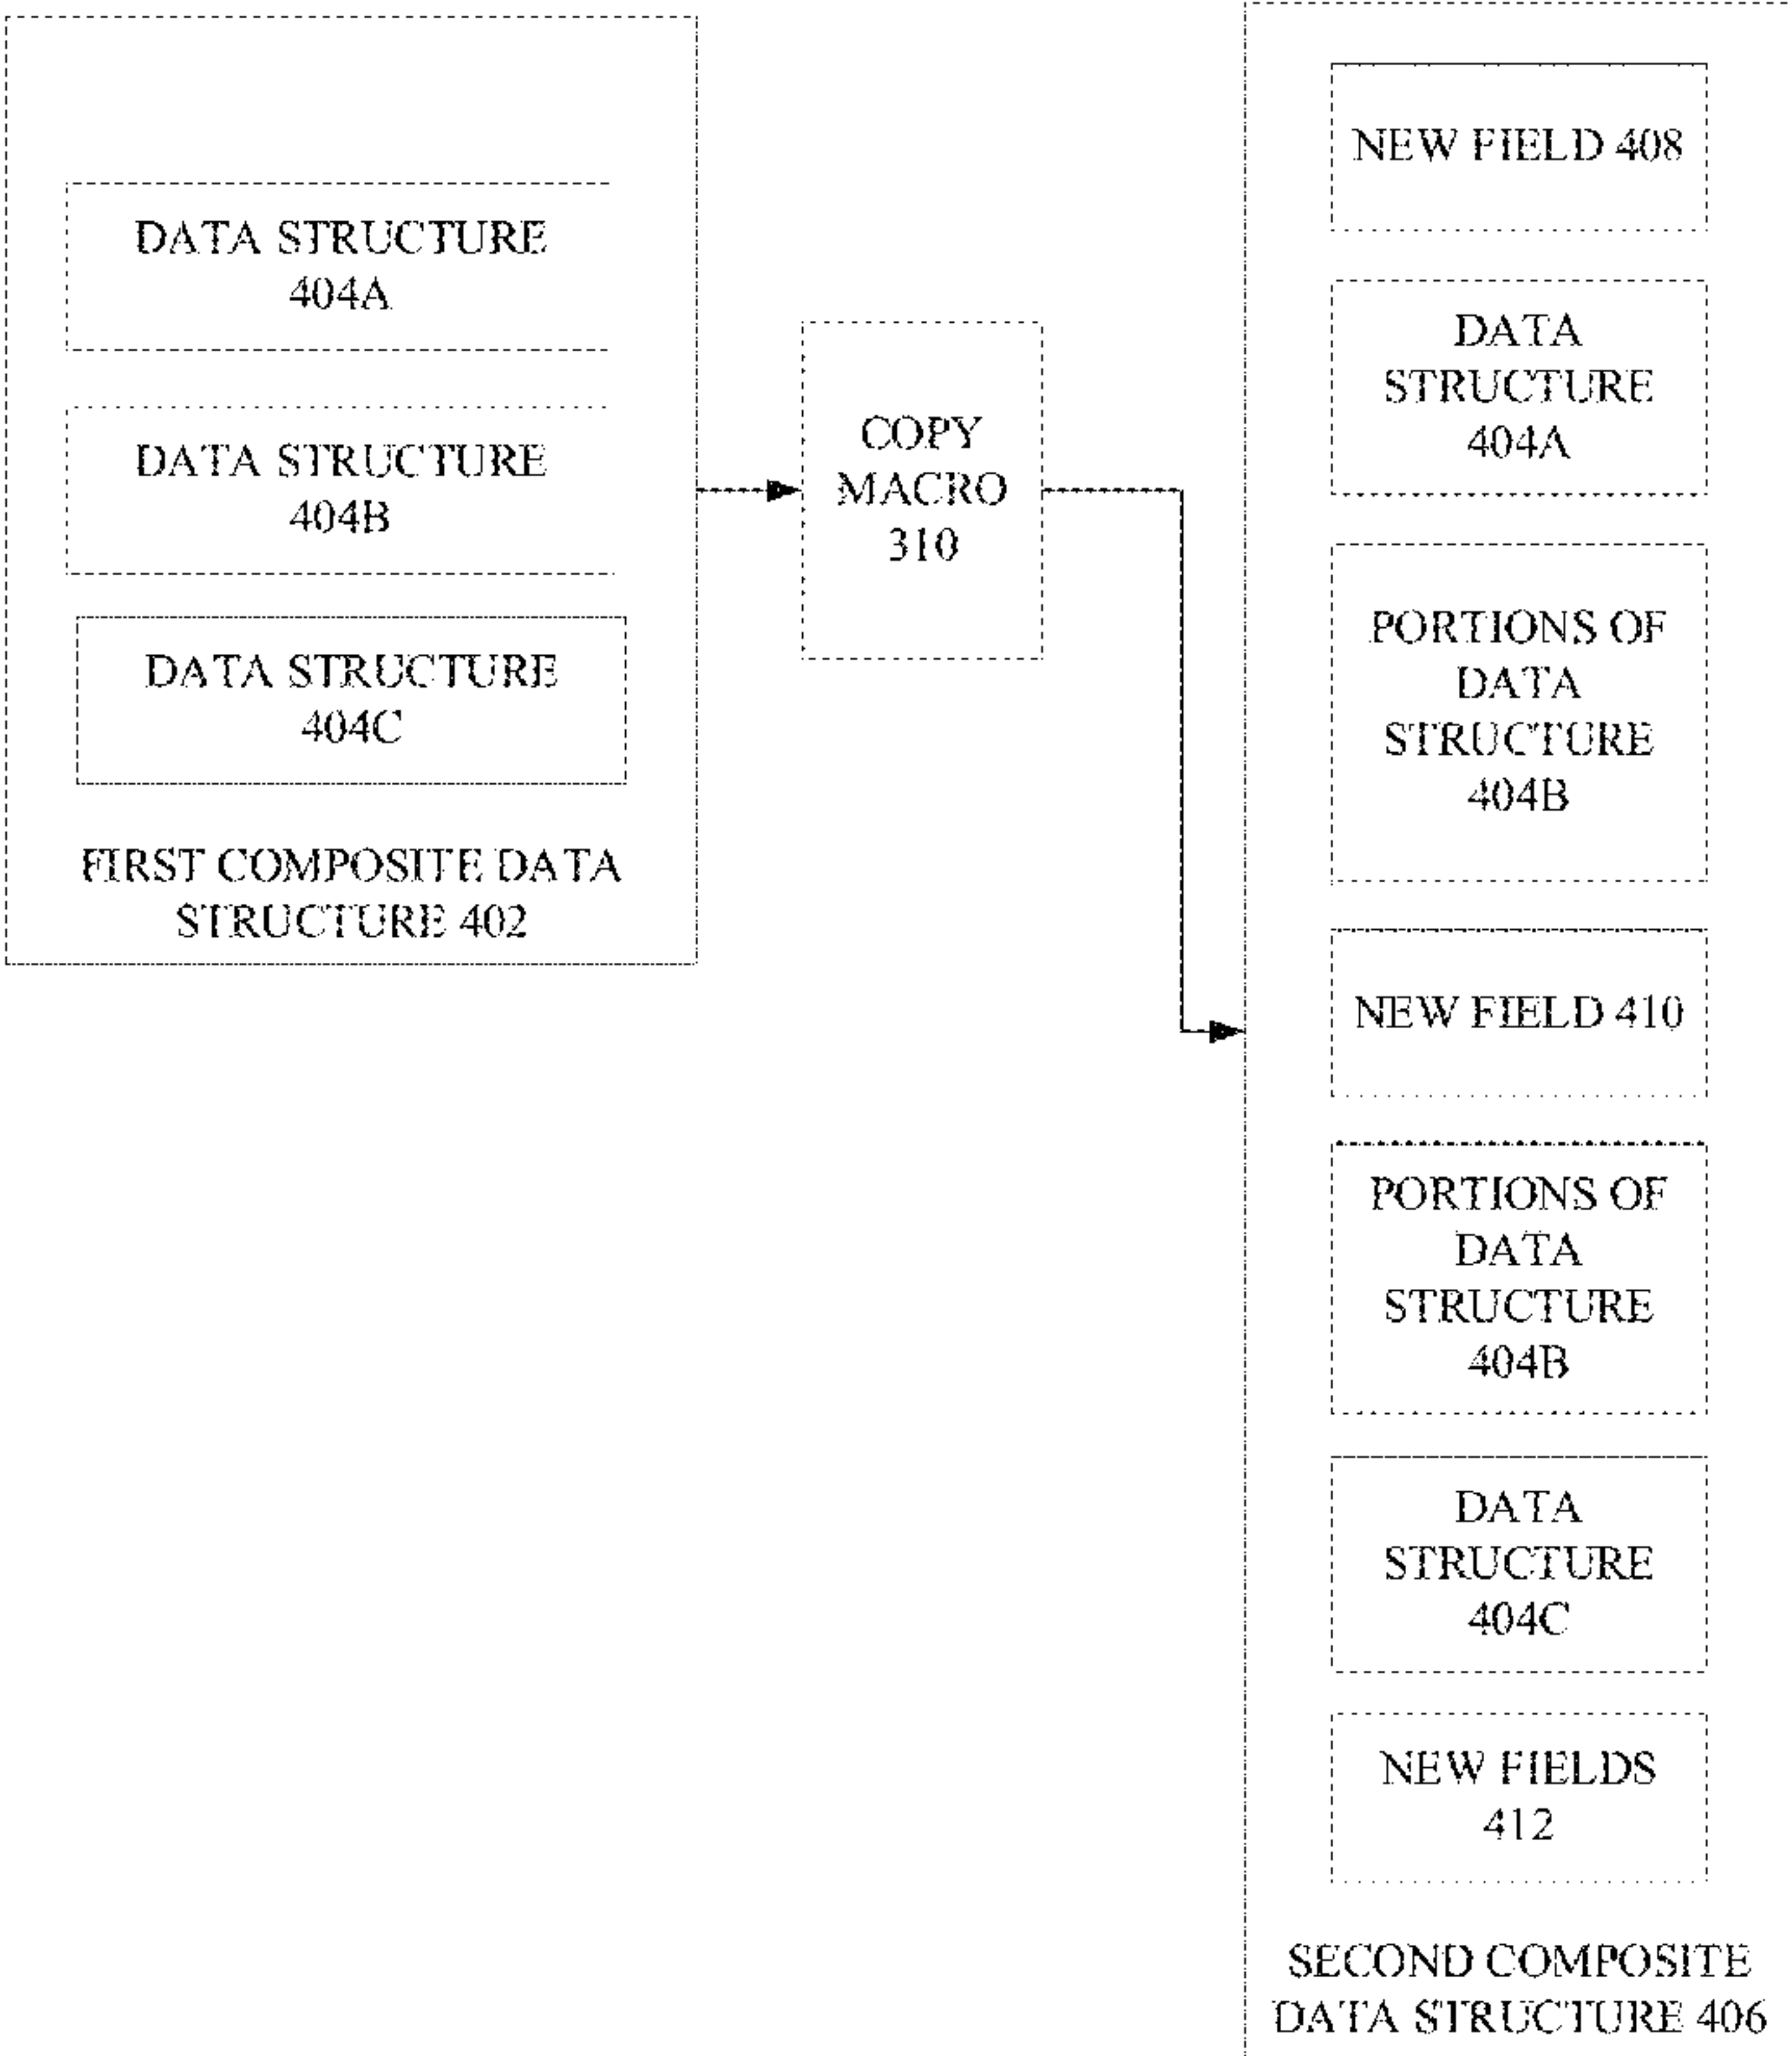 DATA STRUCTURE
404A
DATA STRUCTURE
404B
DATA STRUCTURE
404C
FIRST COMPOSITE DATA
STRUCTURE 402
COPY
MACRO
310
NEW FIELD 408
DATA
STRUCTURE
404A
PORTIONS OF
DATA
STRUCTURE
404B
NEW FIELD 410
PORTIONS OF
DATA
STRUCTURE
404B
DATA
STRUCTURE
404C
NEW FIELDS
412
SECOND COMPOSITE
DATA STRUCTURE 406